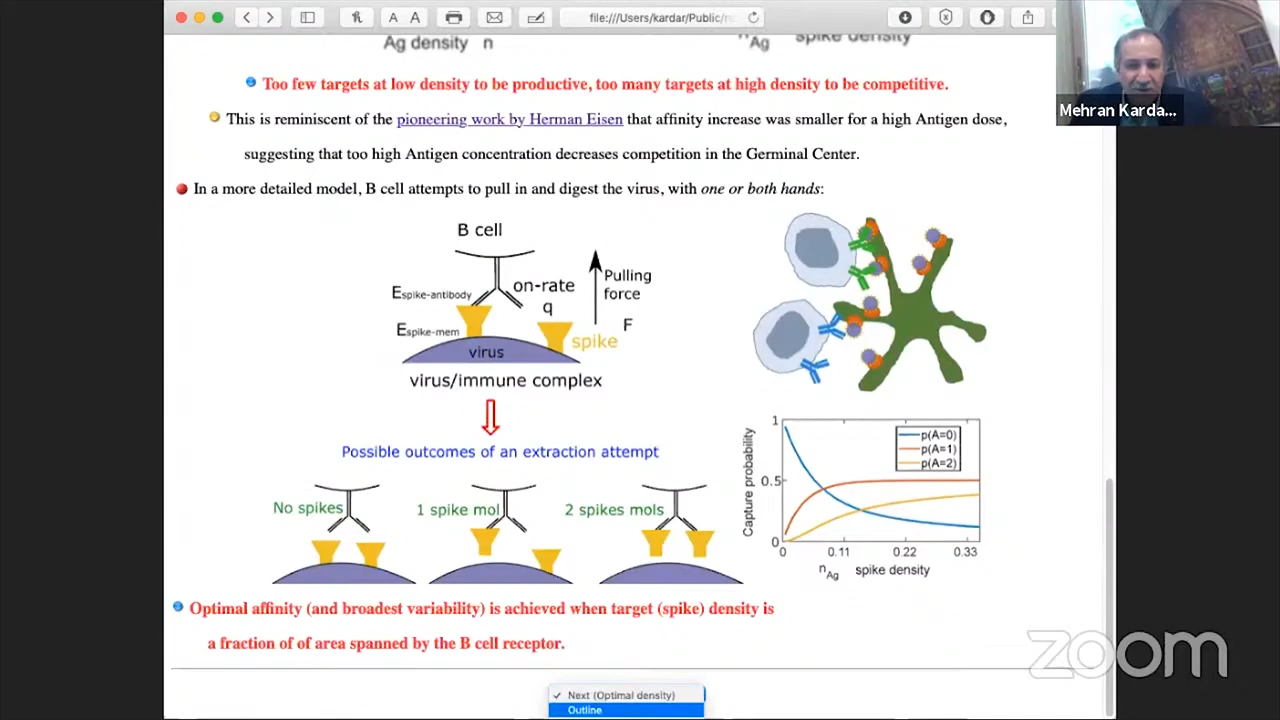 A A
file:///Users/kardar/Public/r
Ag density n
nAg spike density
Too few targets at low density to be productive, too many targets at high density to be competitive.
This is reminiscent of the pioneering work by Herman Eisen that affinity increase was smaller for a high Antigen dose,
suggesting that too high Antigen concentration decreases competition in the Germinal Center.
In a more detailed model, B cell attempts to pull in and digest the virus, with one or both hands:
B cell
Espike-antibody
on-rate
q
Pulling
force
F
Espike-mem
spike
virus
virus/immune complex
Possible outcomes of an extraction attempt
No spikes
1 spike mol
2 spikes mols
Capture probability
1
0.5
0
p(A=0)
p(A=1)
p(A=2)
0 0.11 0.22 0.33
nAg spike density
Optimal affinity (and broadest variability) is achieved when target (spike) density is
a fraction of of area spanned by the B cell receptor.
✓ Next (Optimal density)
Outline
Mehran Karda...
zoom